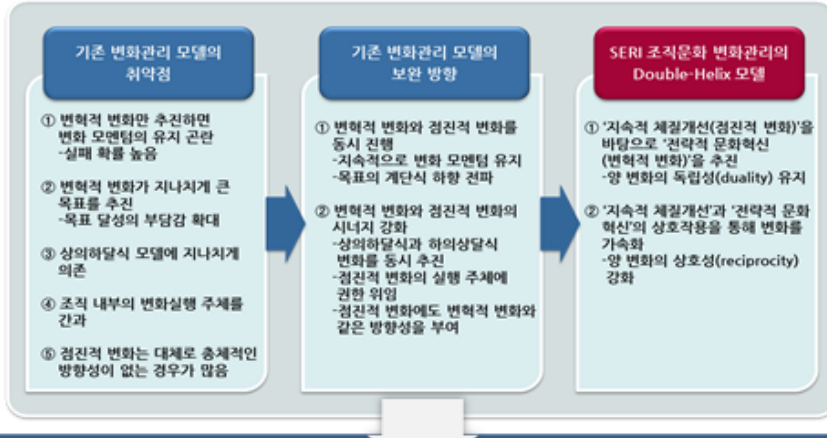 기존 변화관리 모델의
취약점
① 변혁적 변화만 추진하면
변화 모멘텀의 유지 곤란
-실패 확률 높음
② 변혁적 변화가 지나치게 큰
목표를 추진
-목표 달성의 부담감 확대
③ 상의하달식 모델에 지나치게
의존
④ 조직 내부의 변화실행 주체를
간과
⑤ 점진적 변화는 대체로 총체적인
방향성이 없는 경우가 많음
기존 변화관리 모델의
보완 방향
① 변혁적 변화와 점진적 변화를
동시 진행
-지속적으로 변화 모멘텀 유지
-목표의 계단식 하향 전파
② 변혁적 변화와 점진적 변화의
시너지 강화
-상의하달식과 하의상달식
변화를 동시 추진
-점진적 변화의 실행 주체에
권한 위임
-점진적 변화에도 변혁적 변화와
같은 방향성을 부여
SERI 조직문화 변화관리의
Double-Helix 모델
① '지속적 체질개선(점진적 변화)'을
바탕으로 '전략적 문화혁신
(변혁적 변화)'을 추진
-양 변화의 독립성(duality) 유지
② '지속적 체질개선'과 '전략적 문화
혁신'의 상호작용을 통해 변화를
가속화
-양 변화의 상호성(reciprocity)
강화